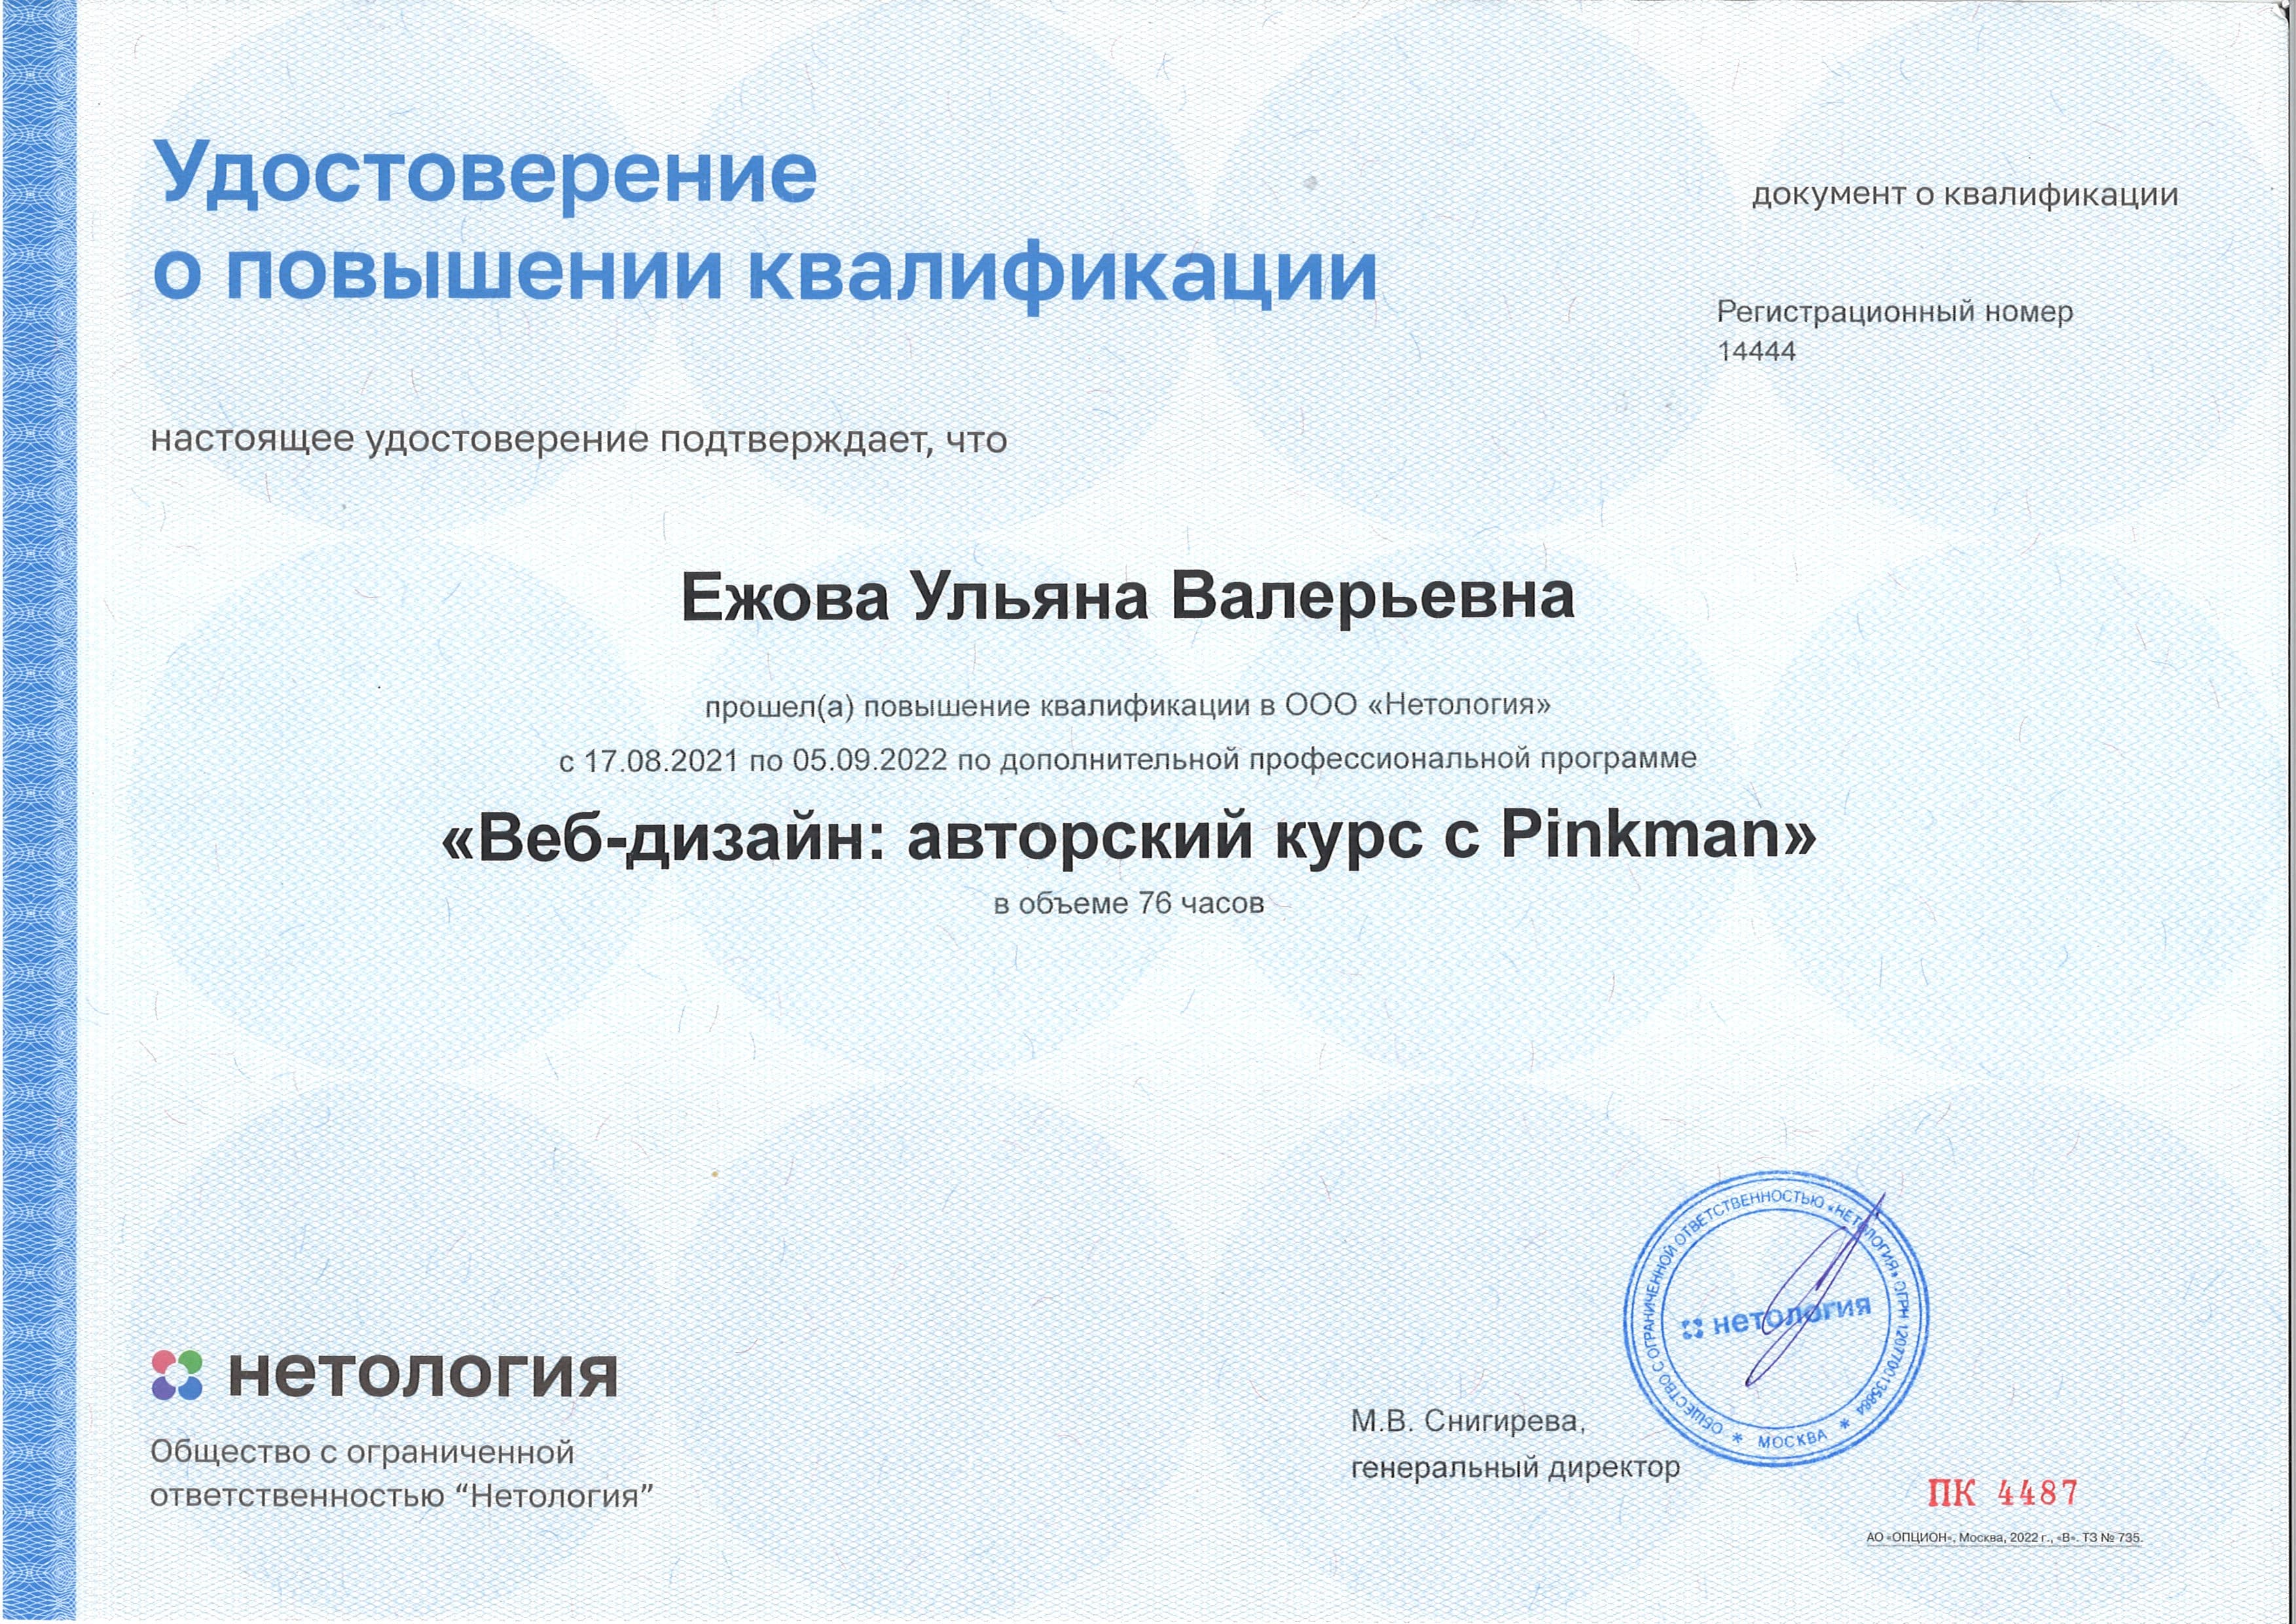 Удостоверение
о повышении квалификации
документ о квалификации
Регистрационный номер
14444
настоящее удостоверение подтверждает, что
Ежова Ульяна Валерьевна
прошел(а) повышение квалификации в ООО «Нетология»
с 17.08.2021 по 05.09.2022 по дополнительной профессиональной программе
«Веб-дизайн: авторский курс с Pinkman»
в объеме 76 часов
нетология
Общество с ограниченной
ответственностью “Нетология”
М.В. Снигирева,
генеральный директор
ОБЩЕСТВО С ОГРАНИЧЕННОЙ ОТВЕТСТВЕННОСТЬЮ «НЕТОЛОГИЯ» ОГРН 1207700135884 * МОСКВА *
нетология
ПК 4487
АО «ОПЦИОН», Москва, 2022 г., «В». ТЗ № 735.